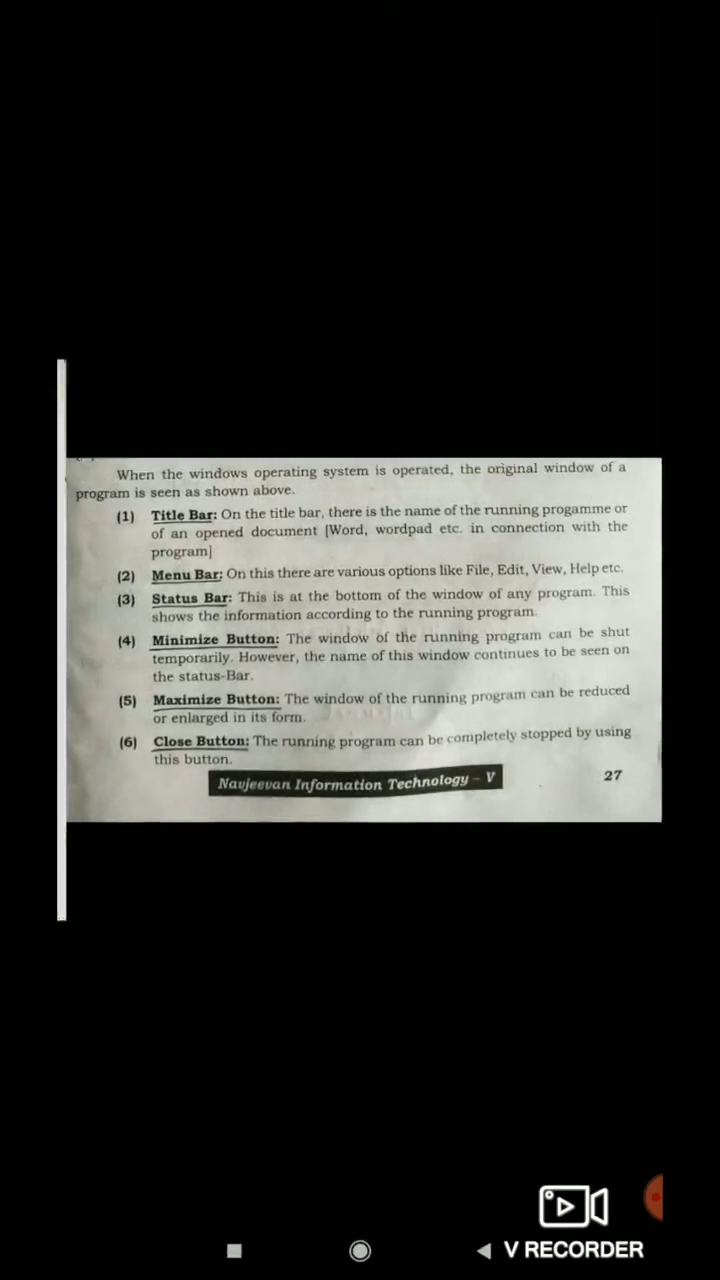 When the windows operating system is operated, the original window of a
program is seen as shown above.
(1) Title Bar: On the title bar, there is the name of the running progamme or
of an opened document [Word, wordpad etc. in connection with the
program]
(2) Menu Bar: On this there are various options like File, Edit, View, Help etc.
(3) Status Bar: This is at the bottom of the window of any program. This
shows the information according to the running program.
(4) Minimize Button: The window of the running program can be shut
temporarily. However, the name of this window continues to be seen on
the status-Bar.
(5) Maximize Button: The window of the running program can be reduced
or enlarged in its form.
(6) Close Button: The running program can be completely stopped by using
this button.
Navjeevan Information Technology - V
27
V RECORDER